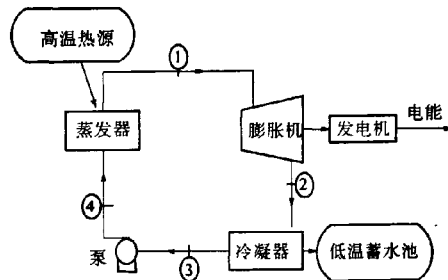 高温热源
①
蒸发器
膨胀机
发电机
电能
②
④
泵
③
冷凝器
低温蓄水池